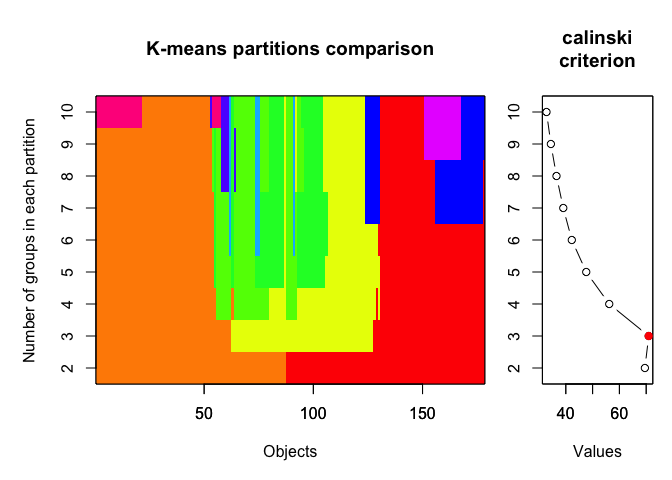 K-means partitions comparison
calinski
criterion
Number of groups in each partition
10
9
8
7
6
5
4
3
2
50 100 150
Objects
10
9
8
7
6
5
4
3
2
40 60
Values